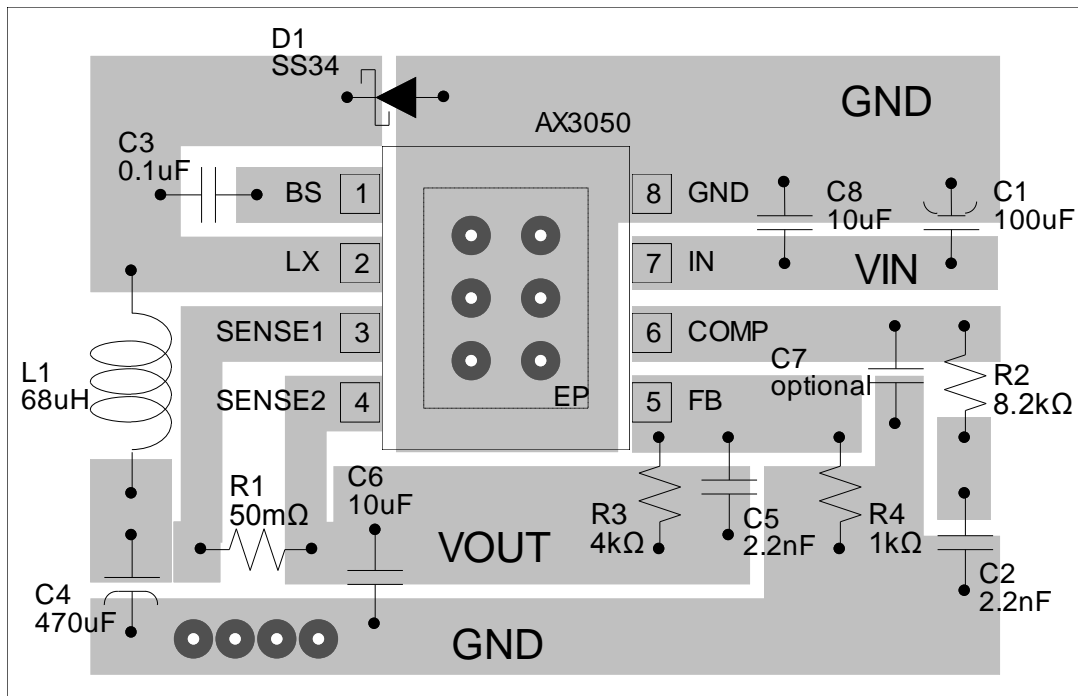 D1
SS34
GND
AX3050
C3
0.1uF
BS
1
8
GND
C8
10uF
C1
100uF
LX
2
7
IN
VIN
SENSE1
3
6
COMP
C7
optional
L1
68uH
R2
8.2kΩ
SENSE2
4
EP
5
FB
C6
10uF
R1
50mΩ
VOUT
R3
4kΩ
C5
2.2nF
R4
1kΩ
C2
2.2nF
C4
470uF
GND